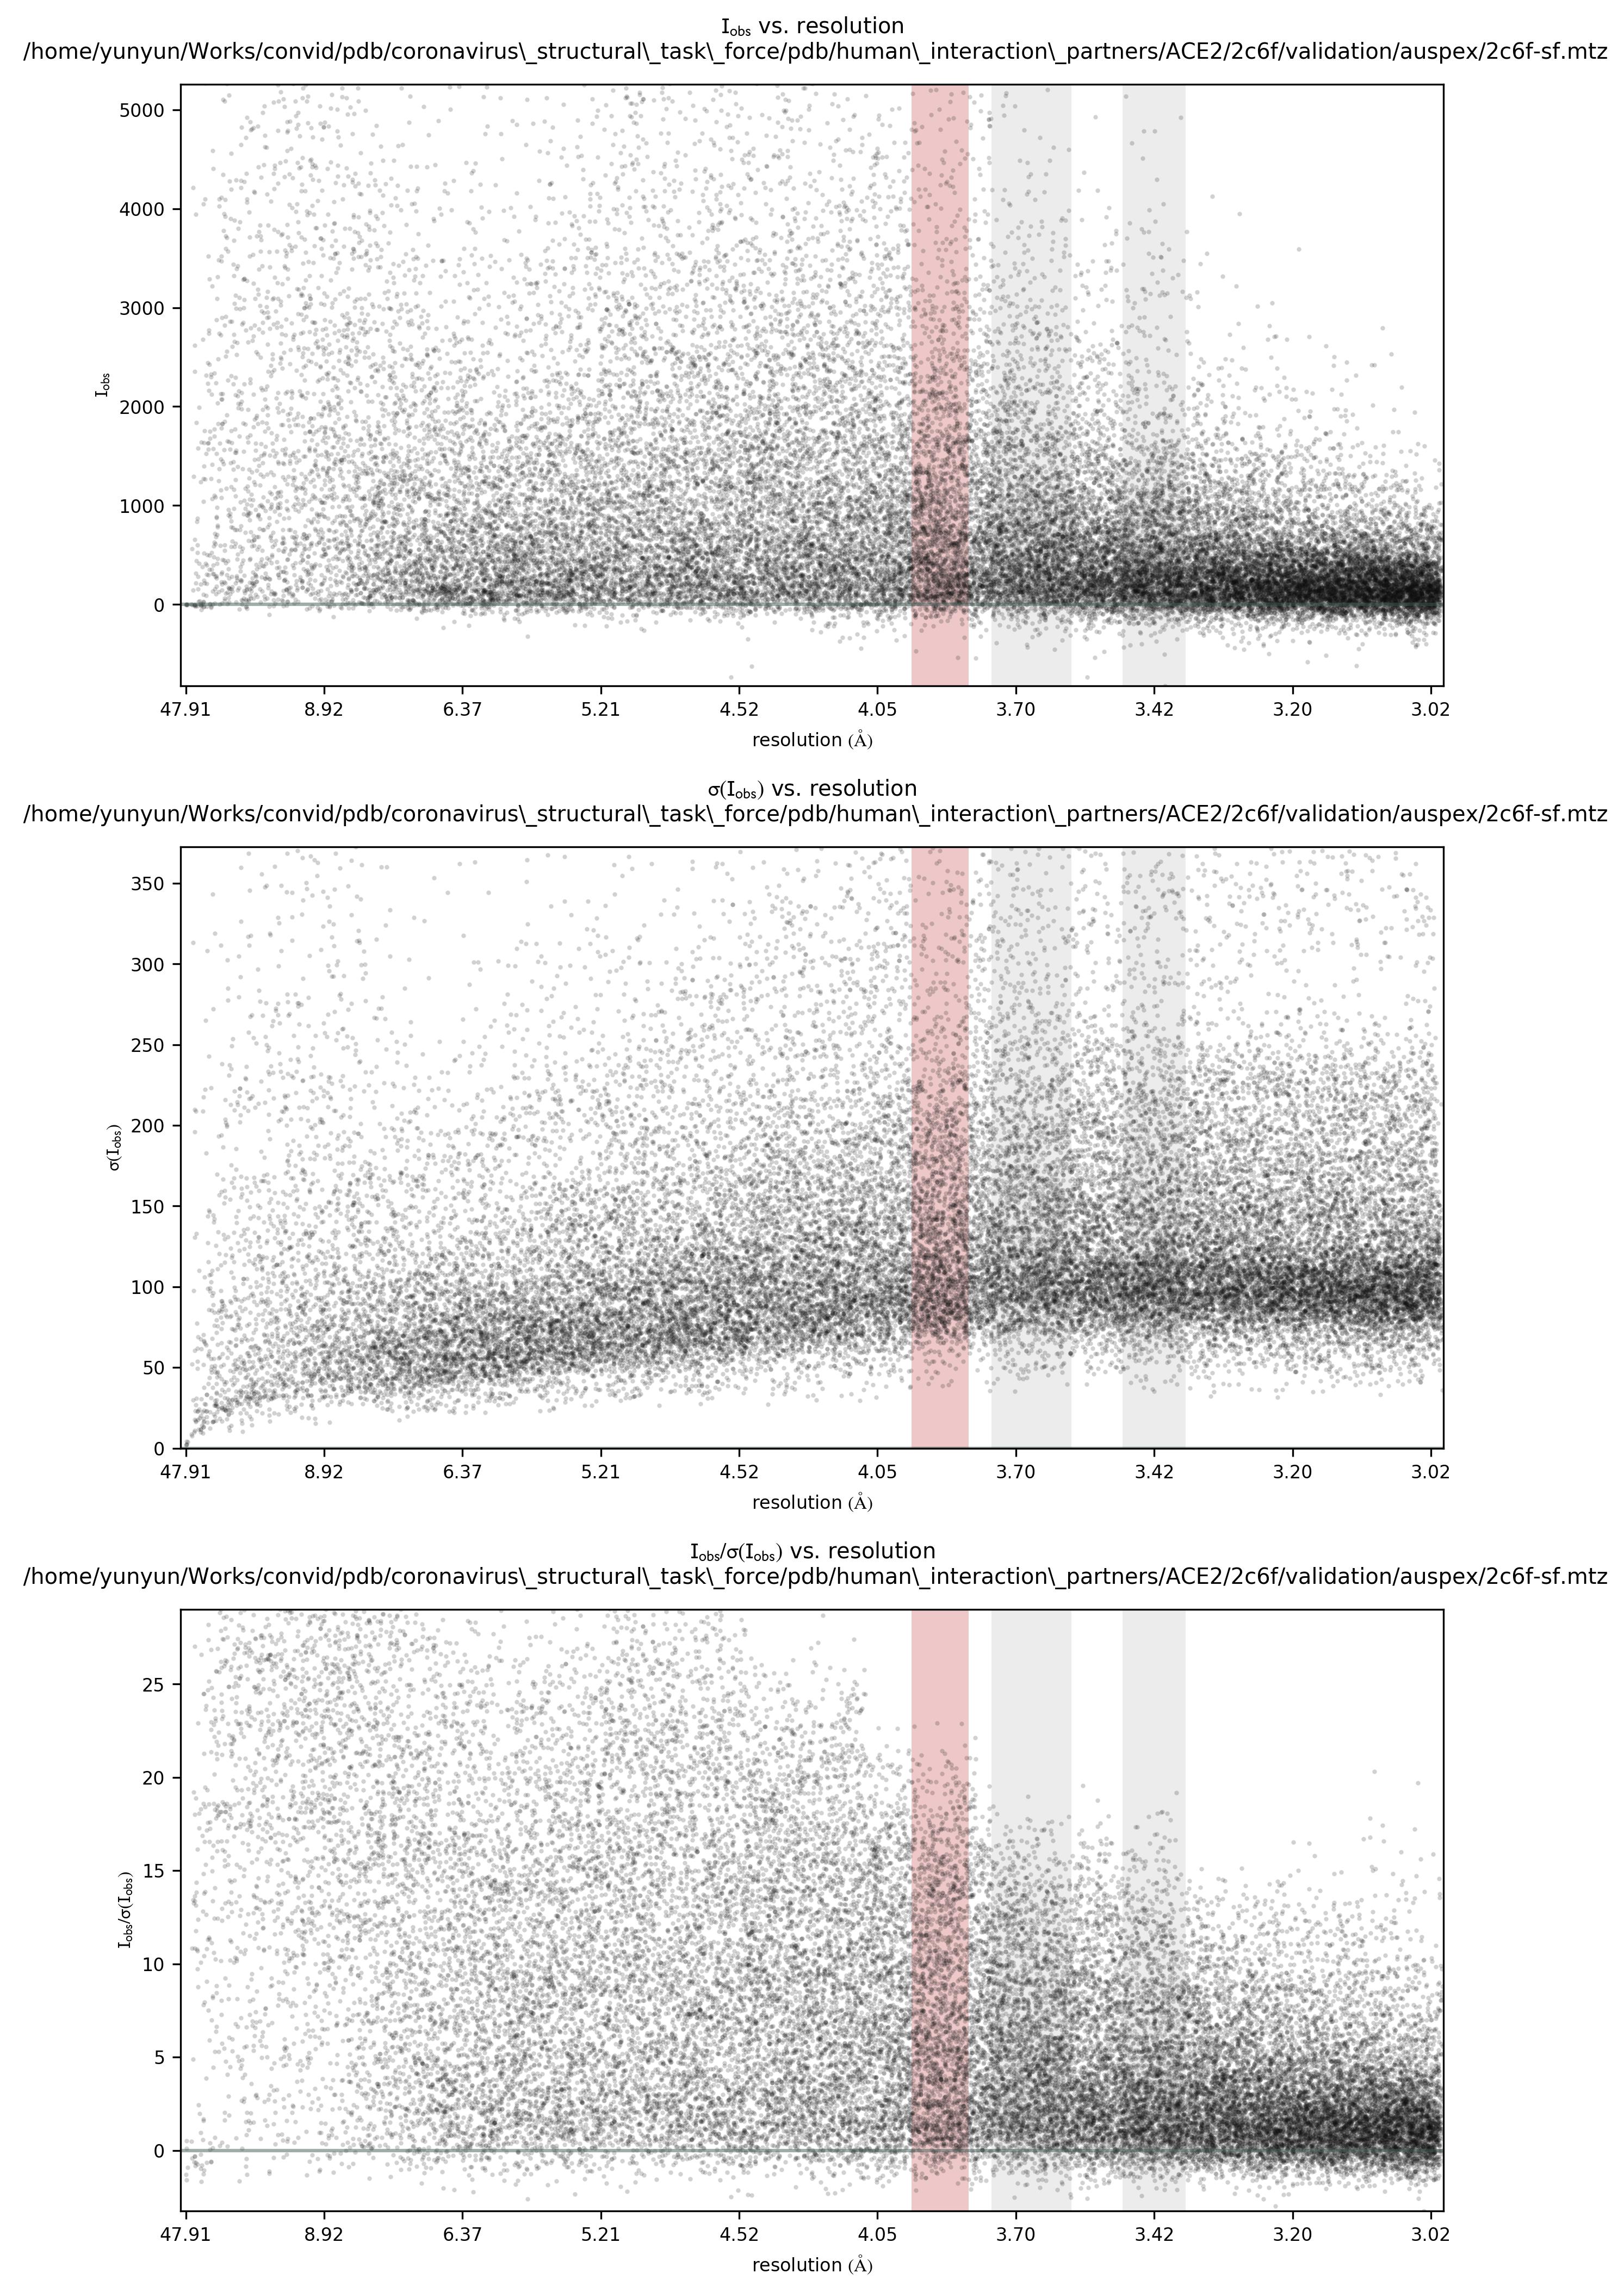 I_obs vs. resolution
/home/yunyun/Works/convid/pdb/coronavirus\_structural\_task\_force/pdb/human\_interaction\_partners/ACE2/2c6f/validation/auspex/2c6f-sf.mtz
5000
4000
3000
2000
1000
0
I_obs
47.91 8.92 6.37 5.21 4.52 4.05 3.70 3.42 3.20 3.02
resolution (Å)
σ(I_obs) vs. resolution
/home/yunyun/Works/convid/pdb/coronavirus\_structural\_task\_force/pdb/human\_interaction\_partners/ACE2/2c6f/validation/auspex/2c6f-sf.mtz
350
300
250
200
150
100
50
0
σ(I_obs)
47.91 8.92 6.37 5.21 4.52 4.05 3.70 3.42 3.20 3.02
resolution (Å)
I_obs/σ(I_obs) vs. resolution
/home/yunyun/Works/convid/pdb/coronavirus\_structural\_task\_force/pdb/human\_interaction\_partners/ACE2/2c6f/validation/auspex/2c6f-sf.mtz
25
20
15
10
5
0
I_obs/σ(I_obs)
47.91 8.92 6.37 5.21 4.52 4.05 3.70 3.42 3.20 3.02
resolution (Å)